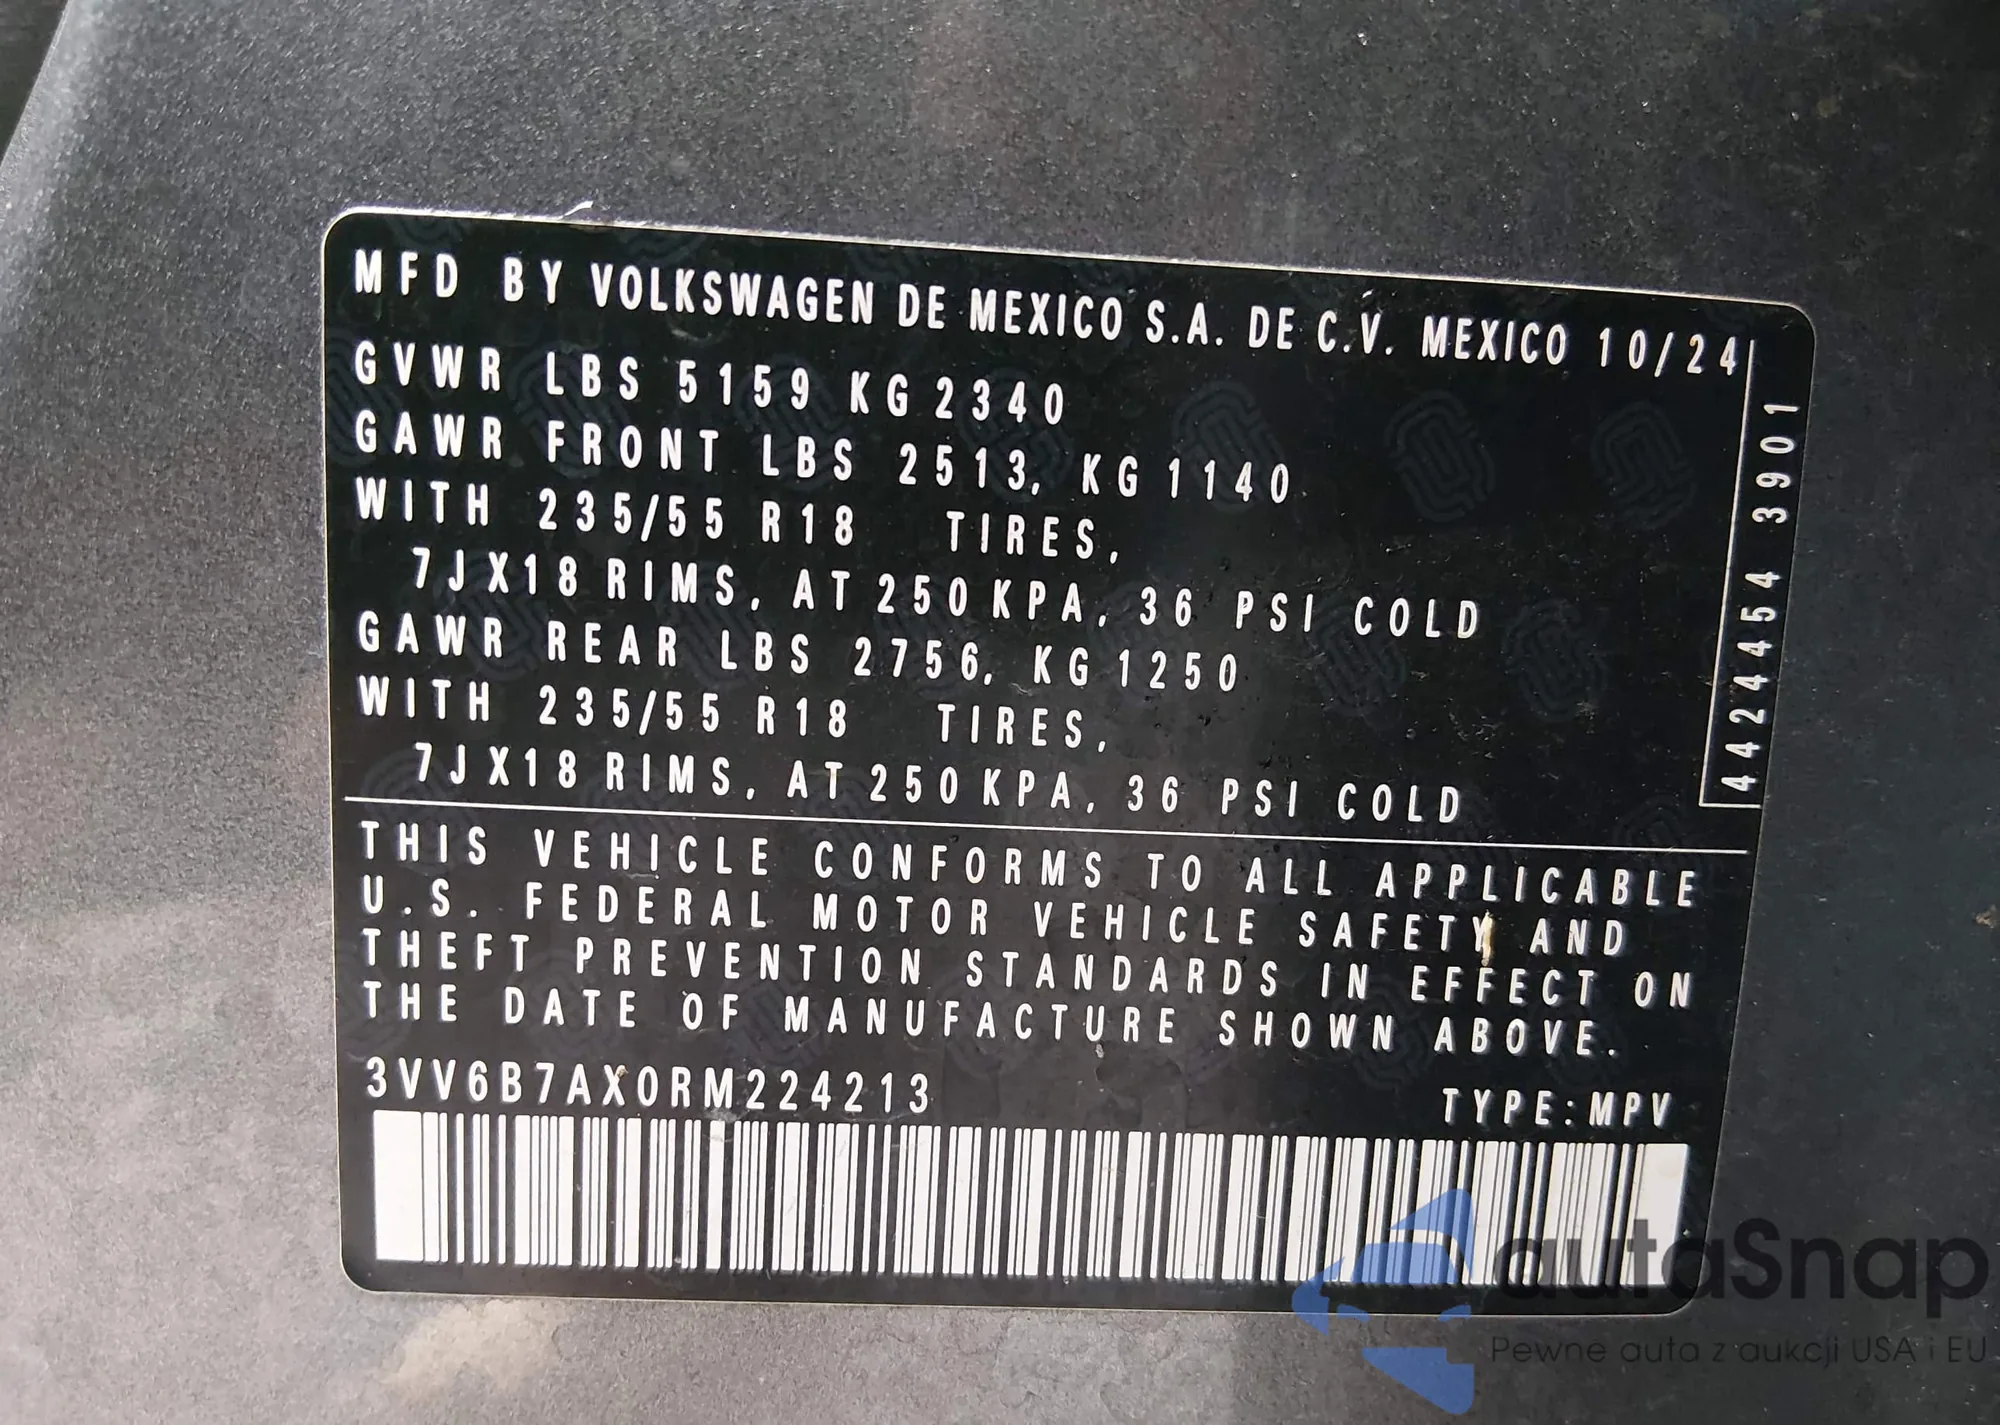 MFD BY VOLKSWAGEN DE MEXICO S.A. DE C.V. MEXICO 10/24
GVWR LBS 5159 KG 2340
GAWR FRONT LBS 2513, KG 1140
WITH 235/55 R18 TIRES,
7JX18 RIMS, AT 250 KPA, 36 PSI COLD
GAWR REAR LBS 2756, KG 1250
WITH 235/55 R18 TIRES,
7JX18 RIMS, AT 250 KPA, 36 PSI COLD
4424454 3901
THIS VEHICLE CONFORMS TO ALL APPLICABLE
U.S. FEDERAL MOTOR VEHICLE SAFETY AND
THEFT PREVENTION STANDARDS IN EFFECT ON
THE DATE OF MANUFACTURE SHOWN ABOVE.
3VV6B7AX0RM224213
TYPE:MPV
autaSnap
Pewne auta z aukcji USA i EU